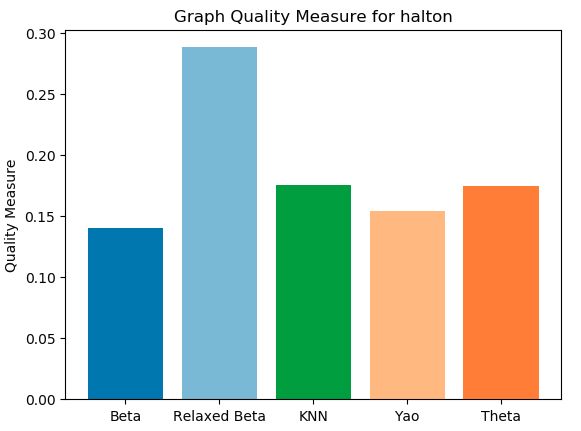 Graph Quality Measure for halton
Quality Measure
0.30
0.25
0.20
0.15
0.10
0.05
0.00
Beta
Relaxed Beta
KNN
Yao
Theta